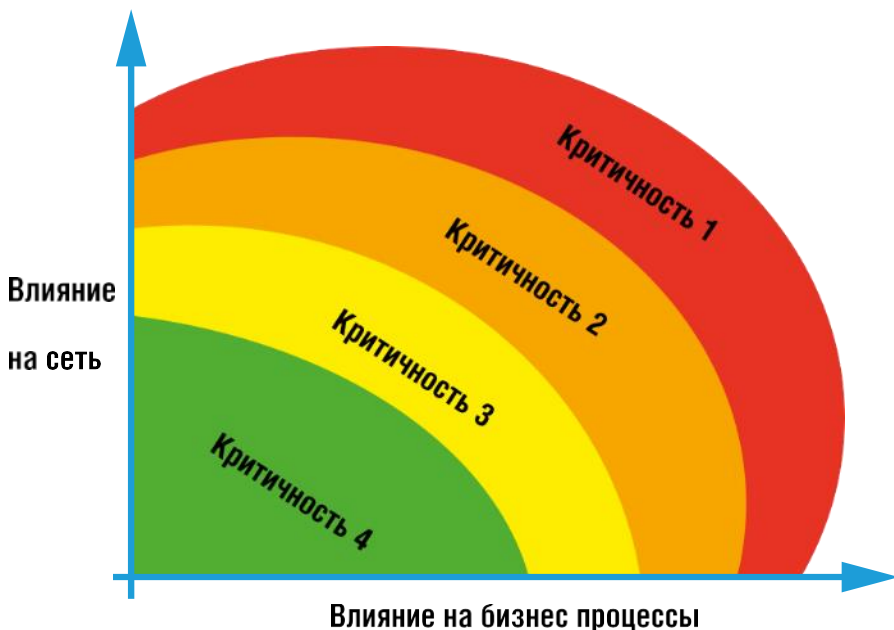 Критичность 1
Критичность 2
Критичность 3
Критичность 4
Влияние
на сеть
Влияние на бизнес процессы